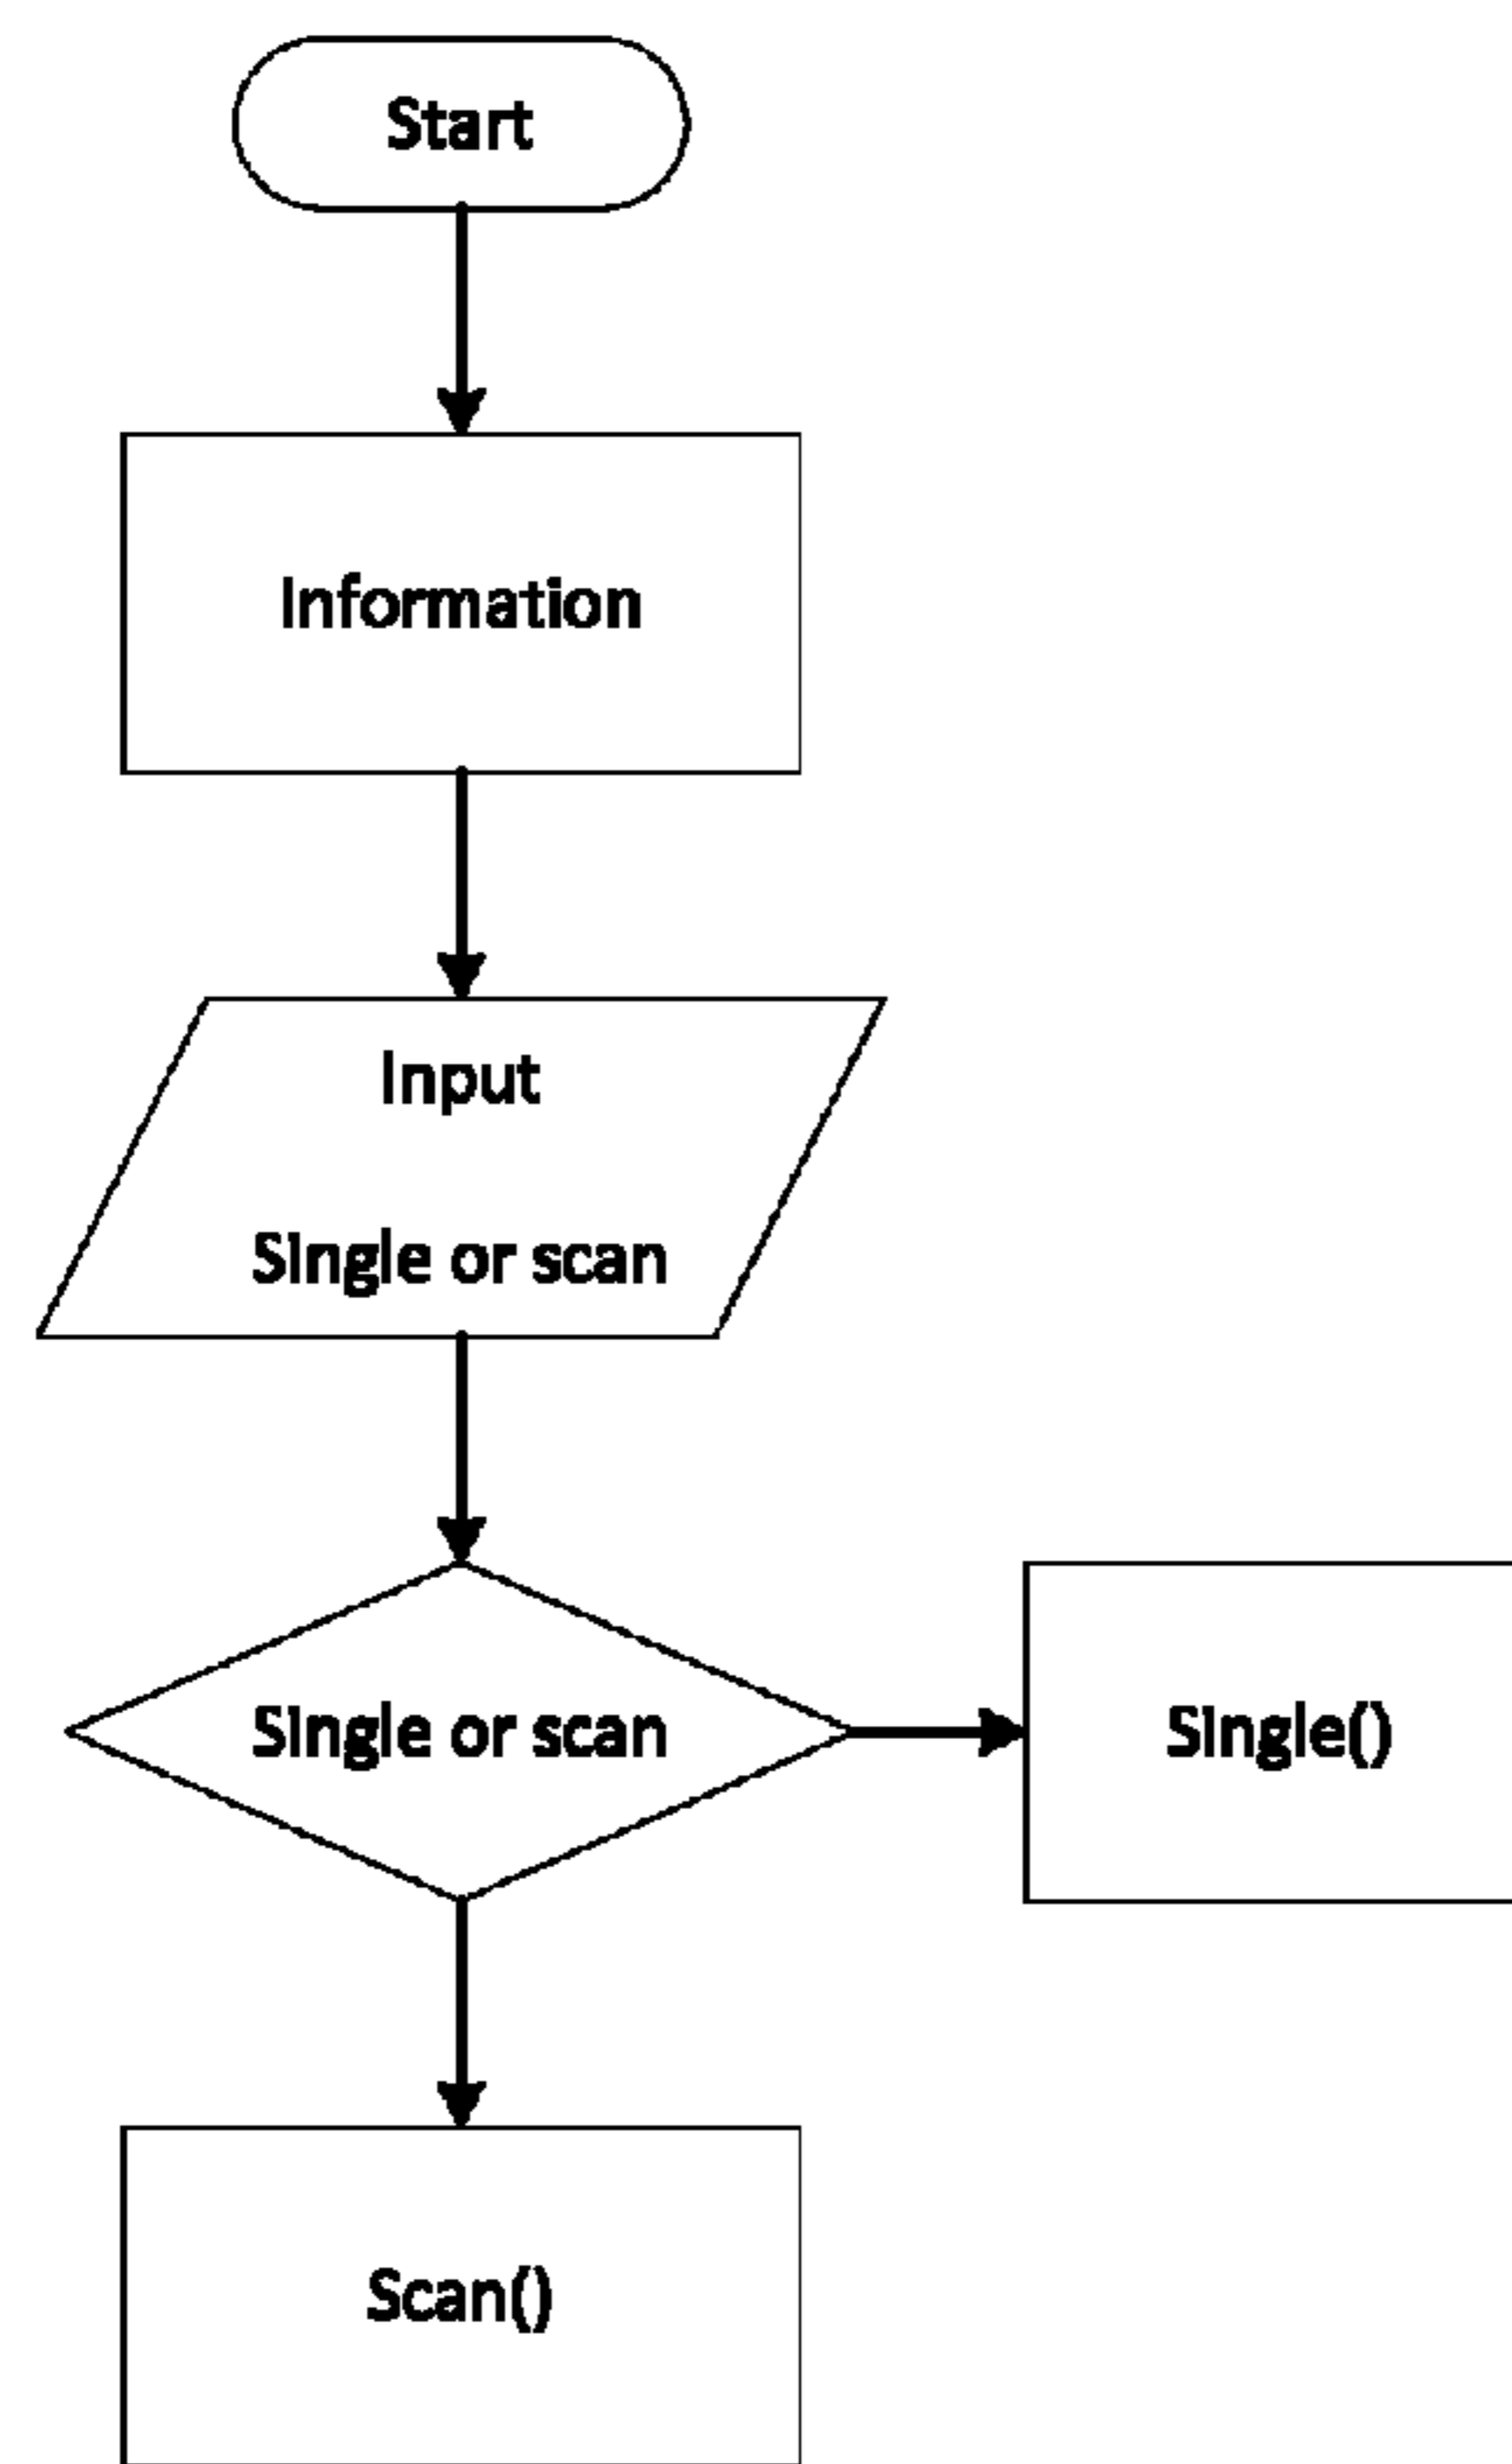 Start
Information
Input
Single or scan
Single or scan
Single()
Scan()